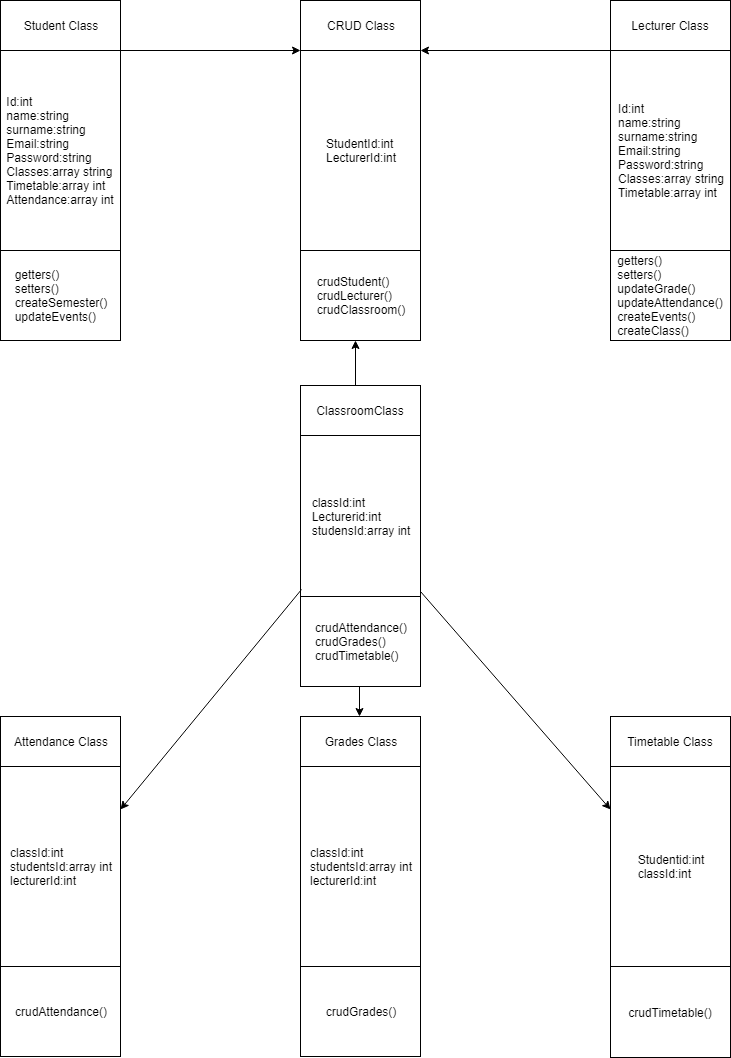 Student Class
Id:int
name:string
surname:string
Email:string
Password:string
Classes:array string
Timetable:array int
Attendance:array int
getters()
setters()
createSemester()
updateEvents()
CRUD Class
StudentId:int
LecturerId:int
crudStudent()
crudLecturer()
crudClassroom()
Lecturer Class
Id:int
name:string
surname:string
Email:string
Password:string
Classes:array string
Timetable:array int
getters()
setters()
updateGrade()
updateAttendance()
createEvents()
createClass()
ClassroomClass
classId:int
Lecturerid:int
studensId:array int
crudAttendance()
crudGrades()
crudTimetable()
Attendance Class
classId:int
studentsId:array int
lecturerId:int
crudAttendance()
Grades Class
classId:int
studentsId:array int
lecturerId:int
crudGrades()
Timetable Class
Studentid:int
classId:int
crudTimetable()